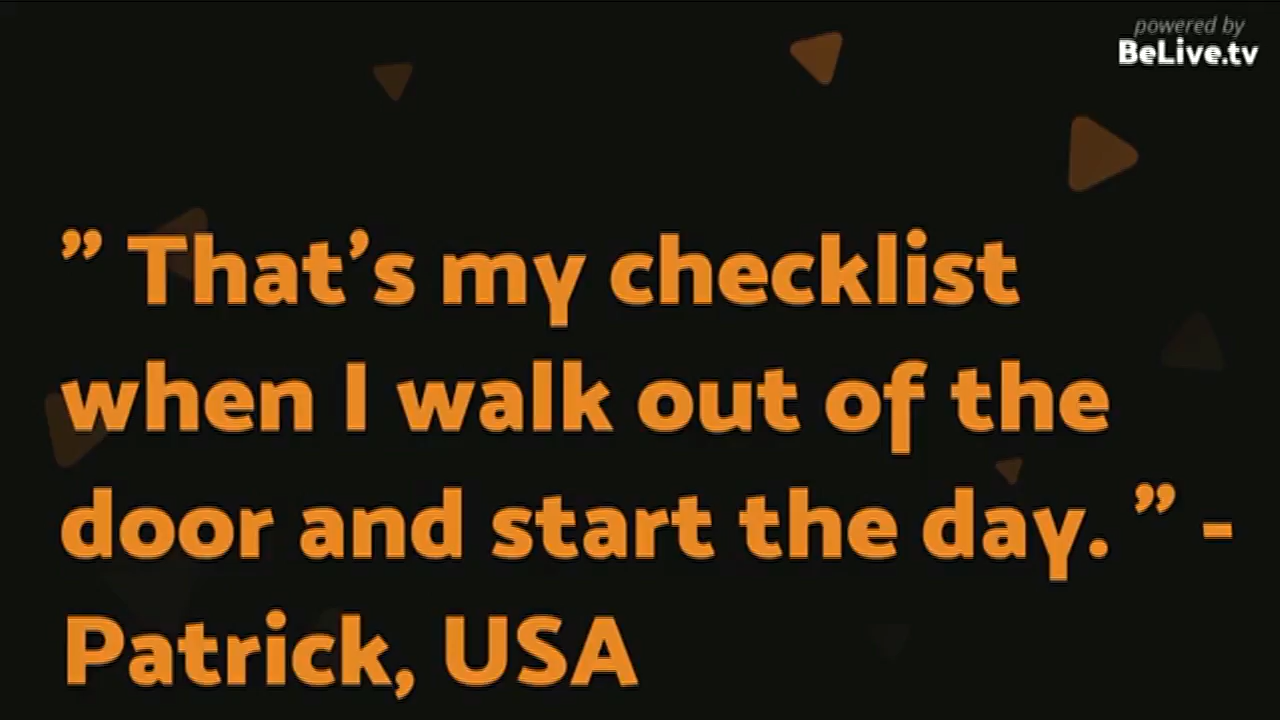 powered by
BeLive.tv
” That’s my checklist
when I walk out of the
door and start the day. ” -
Patrick, USA